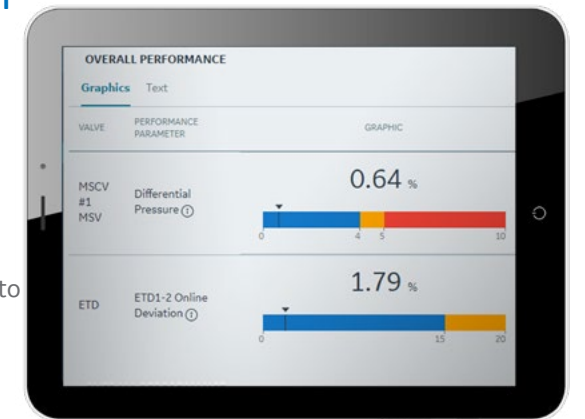 OVERALL PERFORMANCE
Graphics Text
VALVE PERFORMANCE PARAMETER GRAPHIC
MSCV
#1
MSV
Differential
Pressure
0.64 %
0 4 5 10
to
ETD
ETD1-2 Online
Deviation
1.79 %
0 15 20